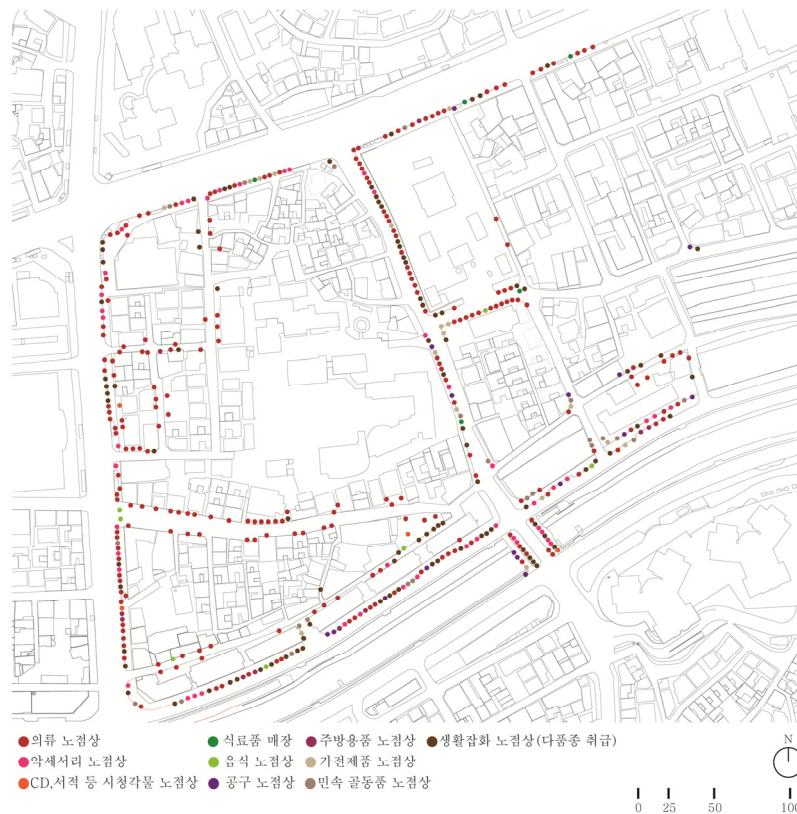 의류 노점상 식료품 매장 주방용품 노점상 생활잡화 노점상(다품종 취급)
악세서리 노점상 음식 노점상 가전제품 노점상
CD,서적 등 시청각물 노점상 공구 노점상 민속 골동품 노점상
N
0 25 50 100